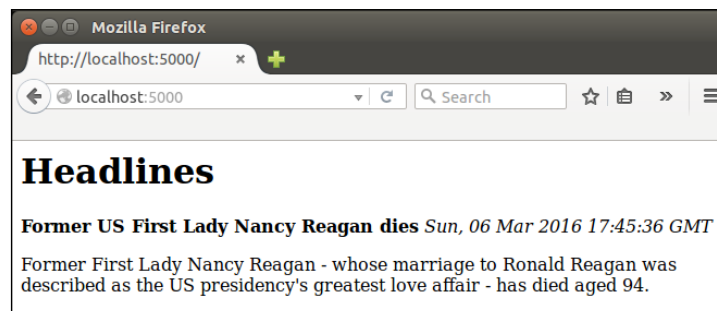 Mozilla Firefox
http://localhost:5000/
localhost:5000
Search
Headlines
Former US First Lady Nancy Reagan dies Sun, 06 Mar 2016 17:45:36 GMT
Former First Lady Nancy Reagan - whose marriage to Ronald Reagan was
described as the US presidency's greatest love affair - has died aged 94.